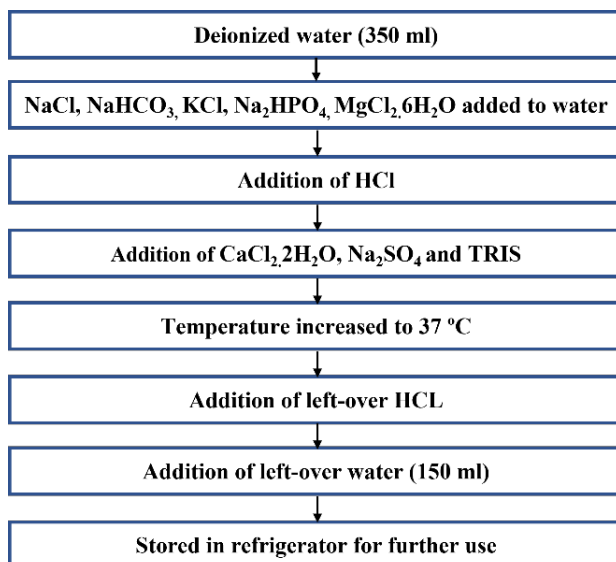 Deionized water (350 ml)
NaCl, NaHCO₃, KCl, Na₂HPO₄, MgCl₂.6H₂O added to water
Addition of HCl
Addition of CaCl₂.2H₂O, Na₂SO₄ and TRIS
Temperature increased to 37 ºC
Addition of left-over HCL
Addition of left-over water (150 ml)
Stored in refrigerator for further use